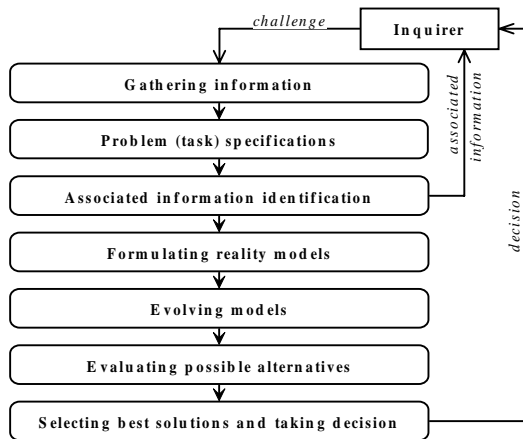 challenge
Inquirer
Gathering information
Problem (task) specifications
associated
information
Associated information identification
decision
Formulating reality models
Evolving models
Evaluating possible alternatives
Selecting best solutions and taking decision